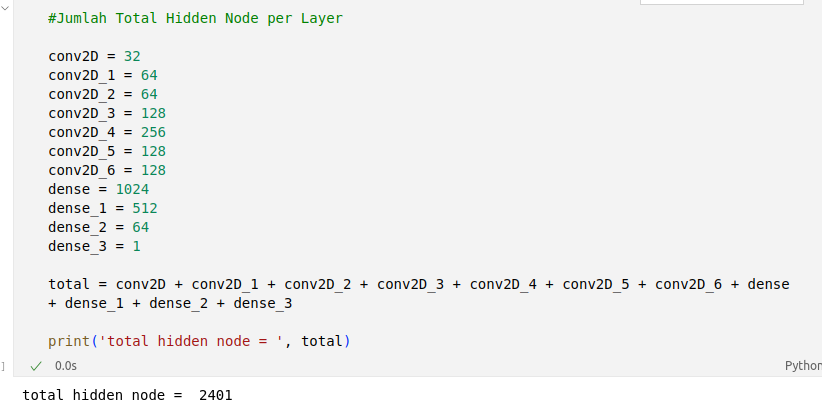 #Jumlah Total Hidden Node per Layer
conv2D = 32
conv2D_1 = 64
conv2D_2 = 64
conv2D_3 = 128
conv2D_4 = 256
conv2D_5 = 128
conv2D_6 = 128
dense = 1024
dense_1 = 512
dense_2 = 64
dense_3 = 1
total = conv2D + conv2D_1 + conv2D_2 + conv2D_3 + conv2D_4 + conv2D_5 + conv2D_6 + dense
+ dense_1 + dense_2 + dense_3
print('total hidden node = ', total)
] ✓ 0.0s Python
total hidden node =  2401